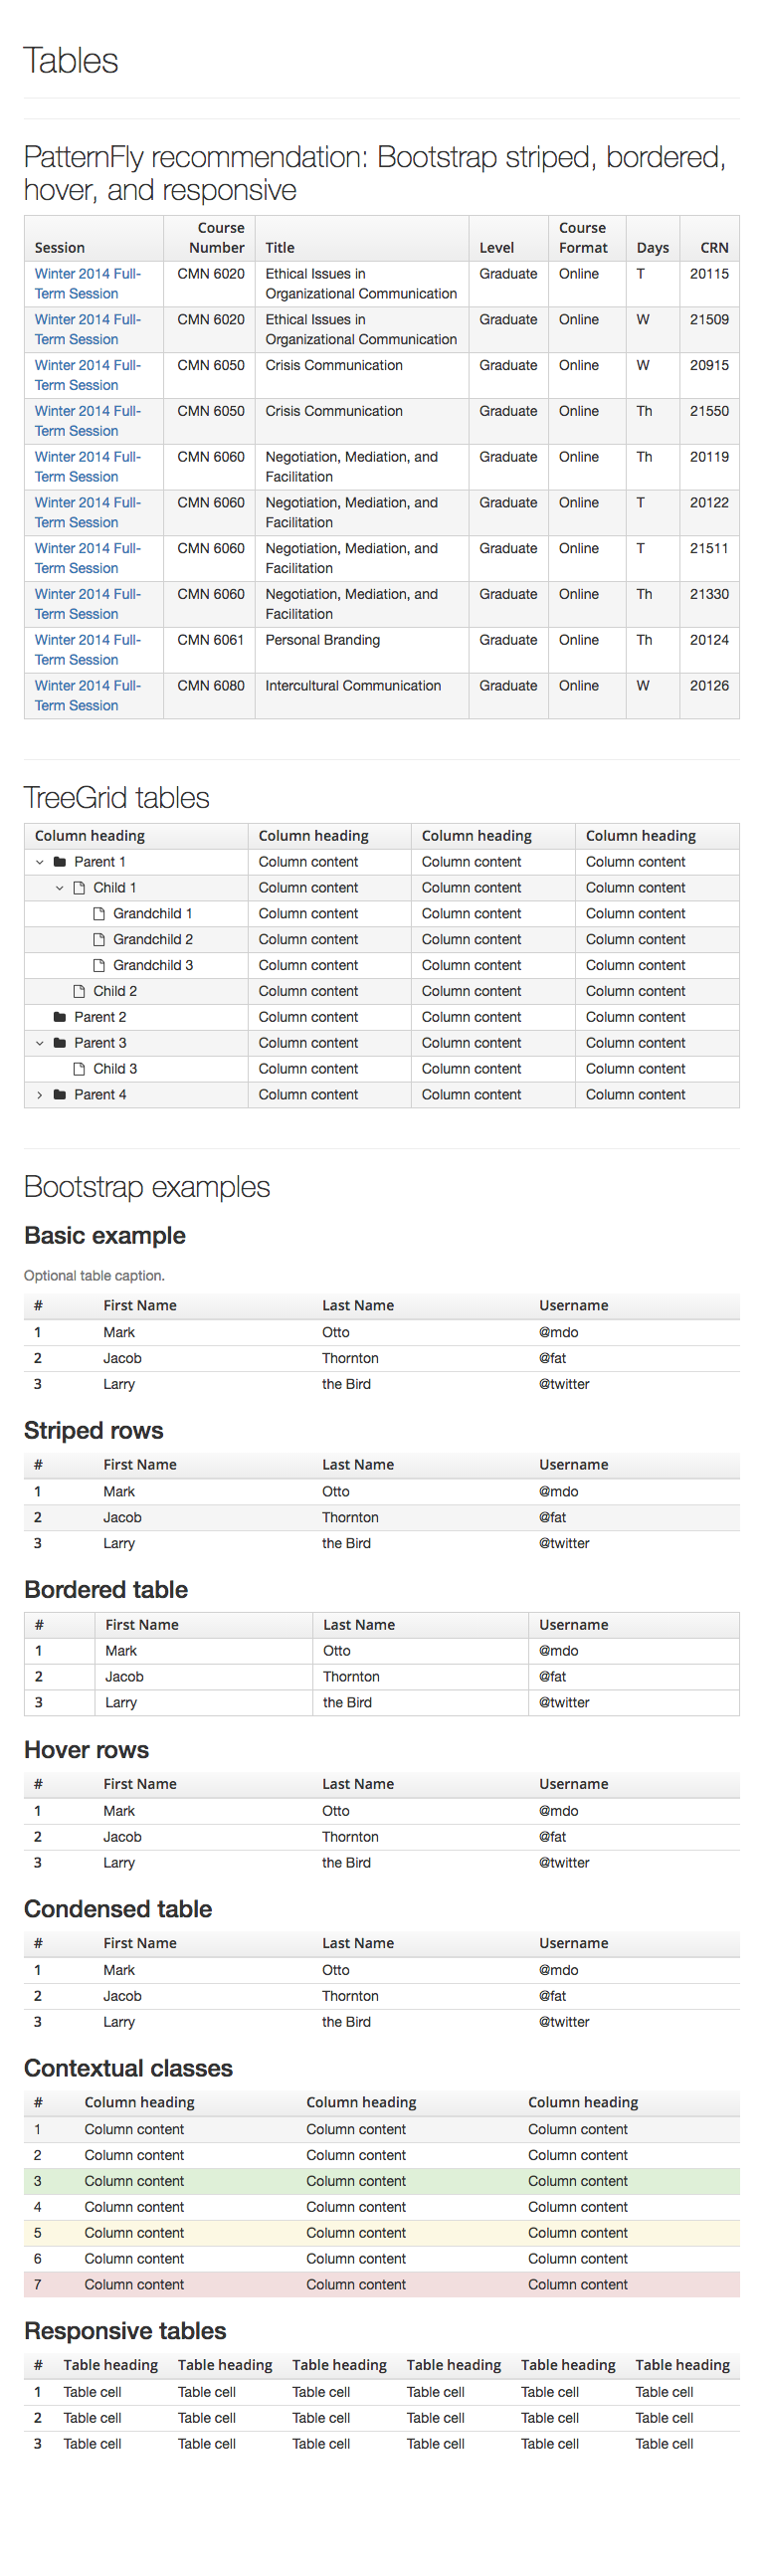 Tables
PatternFly recommendation: Bootstrap striped, bordered,
hover, and responsive
Session Course Number Title Level Course Format Days CRN
Winter 2014 Full- CMN 6020 Ethical Issues in Graduate Online T 20115
Term Session Organizational Communication
Winter 2014 Full- CMN 6020 Ethical Issues in Graduate Online W 21509
Term Session Organizational Communication
Winter 2014 Full- CMN 6050 Crisis Communication Graduate Online W 20915
Term Session
Winter 2014 Full- CMN 6050 Crisis Communication Graduate Online Th 21550
Term Session
Winter 2014 Full- CMN 6060 Negotiation, Mediation, and Graduate Online Th 20119
Term Session Facilitation
Winter 2014 Full- CMN 6060 Negotiation, Mediation, and Graduate Online T 20122
Term Session Facilitation
Winter 2014 Full- CMN 6060 Negotiation, Mediation, and Graduate Online T 21511
Term Session Facilitation
Winter 2014 Full- CMN 6060 Negotiation, Mediation, and Graduate Online Th 21330
Term Session Facilitation
Winter 2014 Full- CMN 6061 Personal Branding Graduate Online Th 20124
Term Session
Winter 2014 Full- CMN 6080 Intercultural Communication Graduate Online W 20126
Term Session
TreeGrid tables
Column heading Column heading Column heading Column heading
Parent 1 Column content Column content Column content
Child 1 Column content Column content Column content
Grandchild 1 Column content Column content Column content
Grandchild 2 Column content Column content Column content
Grandchild 3 Column content Column content Column content
Child 2 Column content Column content Column content
Parent 2 Column content Column content Column content
Parent 3 Column content Column content Column content
Child 3 Column content Column content Column content
Parent 4 Column content Column content Column content
Bootstrap examples
Basic example
Optional table caption.
# First Name Last Name Username
1 Mark Otto @mdo
2 Jacob Thornton @fat
3 Larry the Bird @twitter
Striped rows
# First Name Last Name Username
1 Mark Otto @mdo
2 Jacob Thornton @fat
3 Larry the Bird @twitter
Bordered table
# First Name Last Name Username
1 Mark Otto @mdo
2 Jacob Thornton @fat
3 Larry the Bird @twitter
Hover rows
# First Name Last Name Username
1 Mark Otto @mdo
2 Jacob Thornton @fat
3 Larry the Bird @twitter
Condensed table
# First Name Last Name Username
1 Mark Otto @mdo
2 Jacob Thornton @fat
3 Larry the Bird @twitter
Contextual classes
# Column heading Column heading Column heading
1 Column content Column content Column content
2 Column content Column content Column content
3 Column content Column content Column content
4 Column content Column content Column content
5 Column content Column content Column content
6 Column content Column content Column content
7 Column content Column content Column content
Responsive tables
# Table heading Table heading Table heading Table heading Table heading Table heading
1 Table cell Table cell Table cell Table cell Table cell Table cell
2 Table cell Table cell Table cell Table cell Table cell Table cell
3 Table cell Table cell Table cell Table cell Table cell Table cell